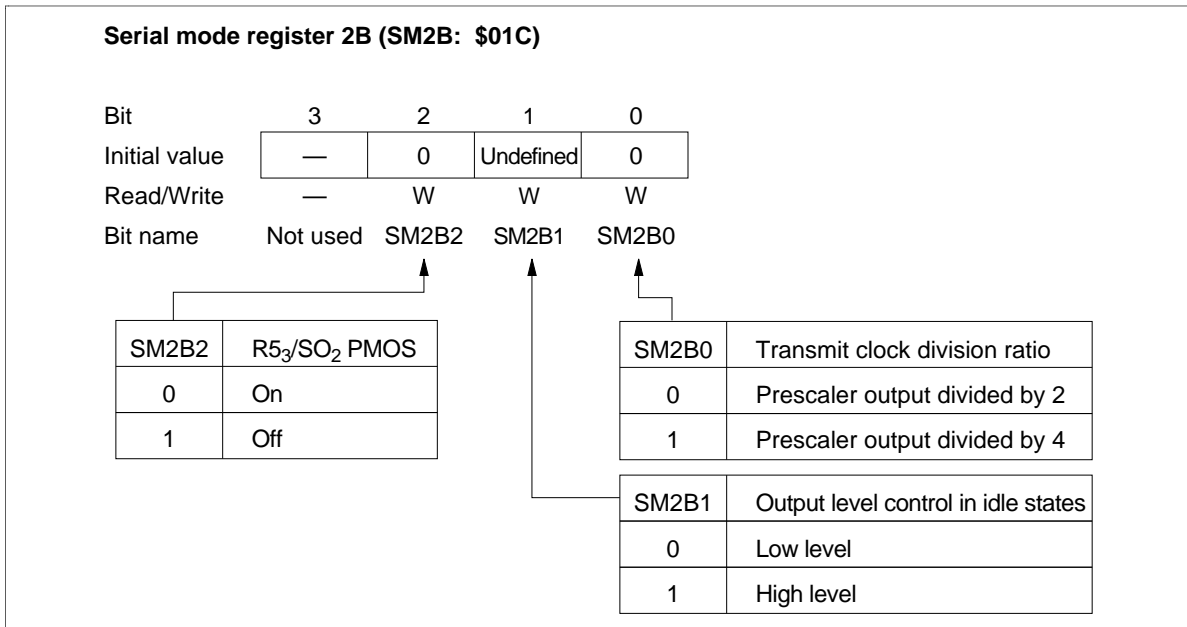 Serial mode register 2B (SM2B: $01C)
Bit 3 2 1 0
Initial value — 0 Undefined 0
Read/Write — W W W
Bit name Not used SM2B2 SM2B1 SM2B0
SM2B2 R5₃/SO₂ PMOS
0 On
1 Off
SM2B0 Transmit clock division ratio
0 Prescaler output divided by 2
1 Prescaler output divided by 4
SM2B1 Output level control in idle states
0 Low level
1 High level